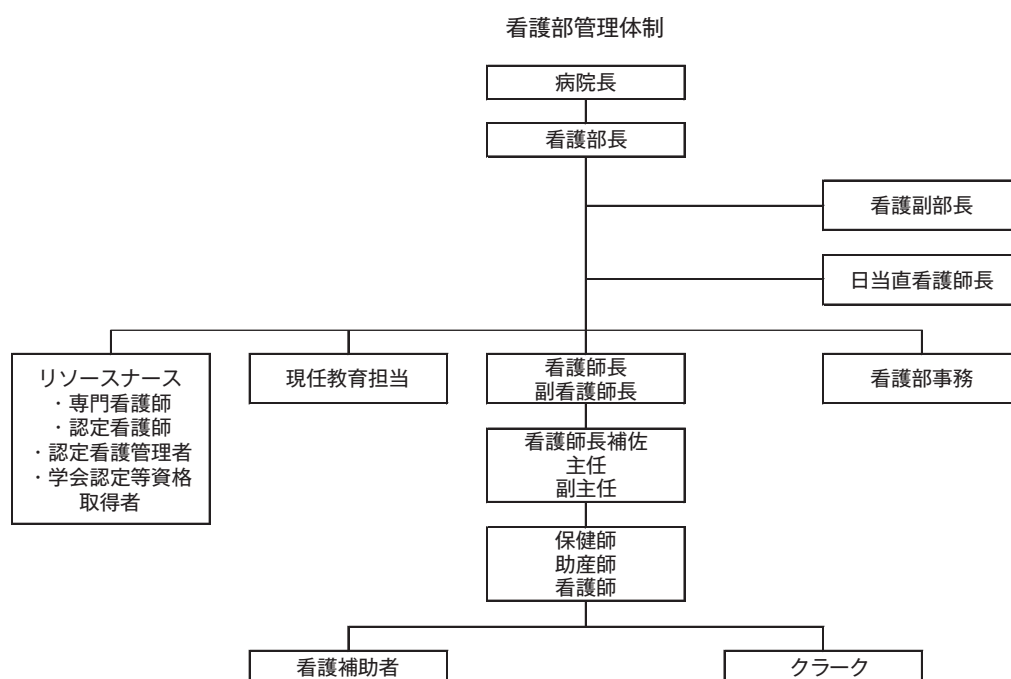 看護部管理体制
病院長
看護部長
看護副部長
日当直看護師長
リソースナース
・専門看護師
・認定看護師
・認定看護管理者
・学会認定等資格
取得者
現任教育担当
看護師長
副看護師長
看護部事務
看護師長補佐
主任
副主任
保健師
助産師
看護師
看護補助者
クラーク